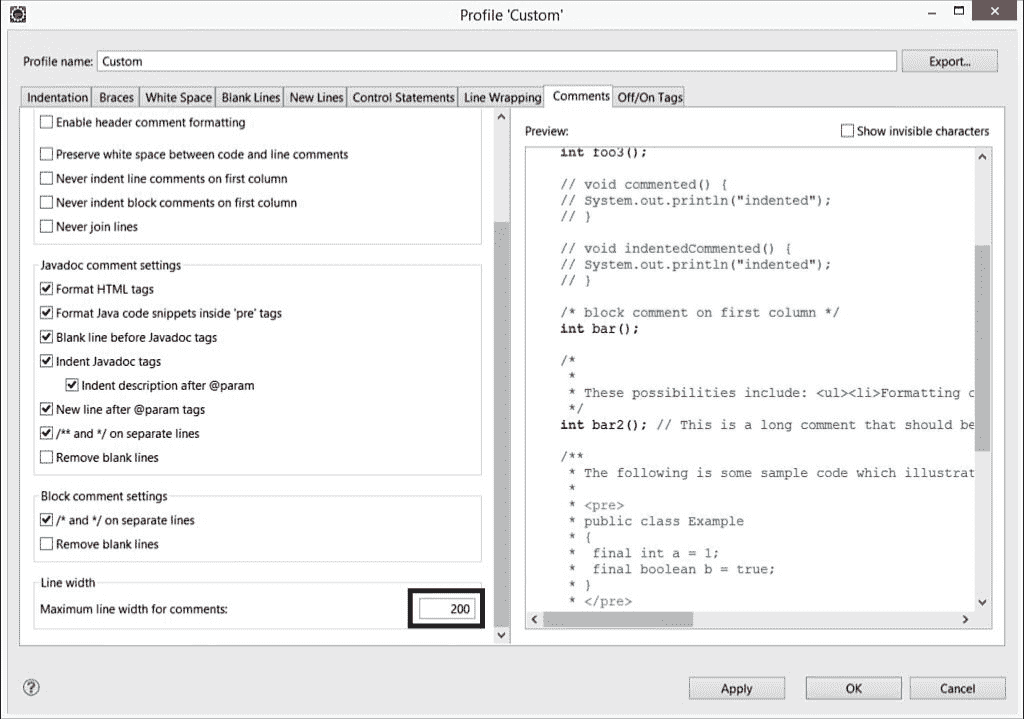 Profile 'Custom'
Profile name: Custom Export...
Indentation Braces White Space Blank Lines New Lines Control Statements Line Wrapping Comments Off/On Tags
Enable header comment formatting
Preserve white space between code and line comments
Never indent line comments on first column
Never indent block comments on first column
Never join lines
Javadoc comment settings
Format HTML tags
Format Java code snippets inside 'pre' tags
Blank line before Javadoc tags
Indent Javadoc tags
Indent description after @param
New line after @param tags
/** and */ on separate lines
Remove blank lines
Block comment settings
/* and */ on separate lines
Remove blank lines
Line width
Maximum line width for comments: 200
Preview: Show invisible characters
int foo3();
// void commented() {
// System.out.println("indented");
// }
// void indentedCommented() {
// System.out.println("indented");
// }
/* block comment on first column */
int bar();
/*
*
* These possibilities include: <ul><li>Formatting c
*/
int bar2(); // This is a long comment that should be
/**
* The following is some sample code which illustrat
*
* <pre>
* public class Example
* {
* final int a = 1;
* final boolean b = true;
* }
* </pre>
? Apply OK Cancel